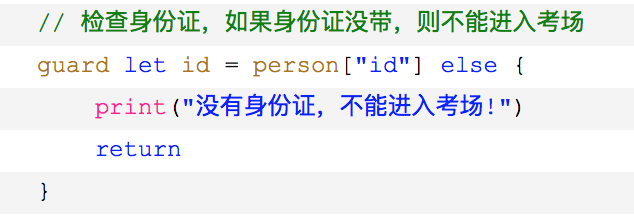 // 检查身份证，如果身份证没带，则不能进入考场
guard let id = person["id"] else {
    print("没有身份证，不能进入考场!")
    return
}